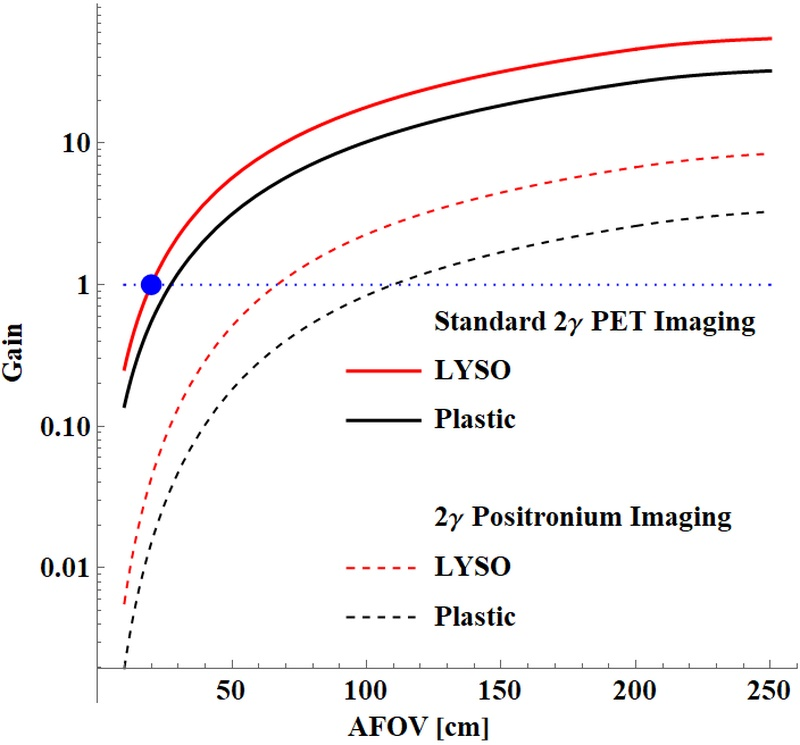 10
1
0.10
0.01
Gain
Standard 2γ PET Imaging
LYSO
Plastic
2γ Positronium Imaging
LYSO
Plastic
50 100 150 200 250
AFOV [cm]